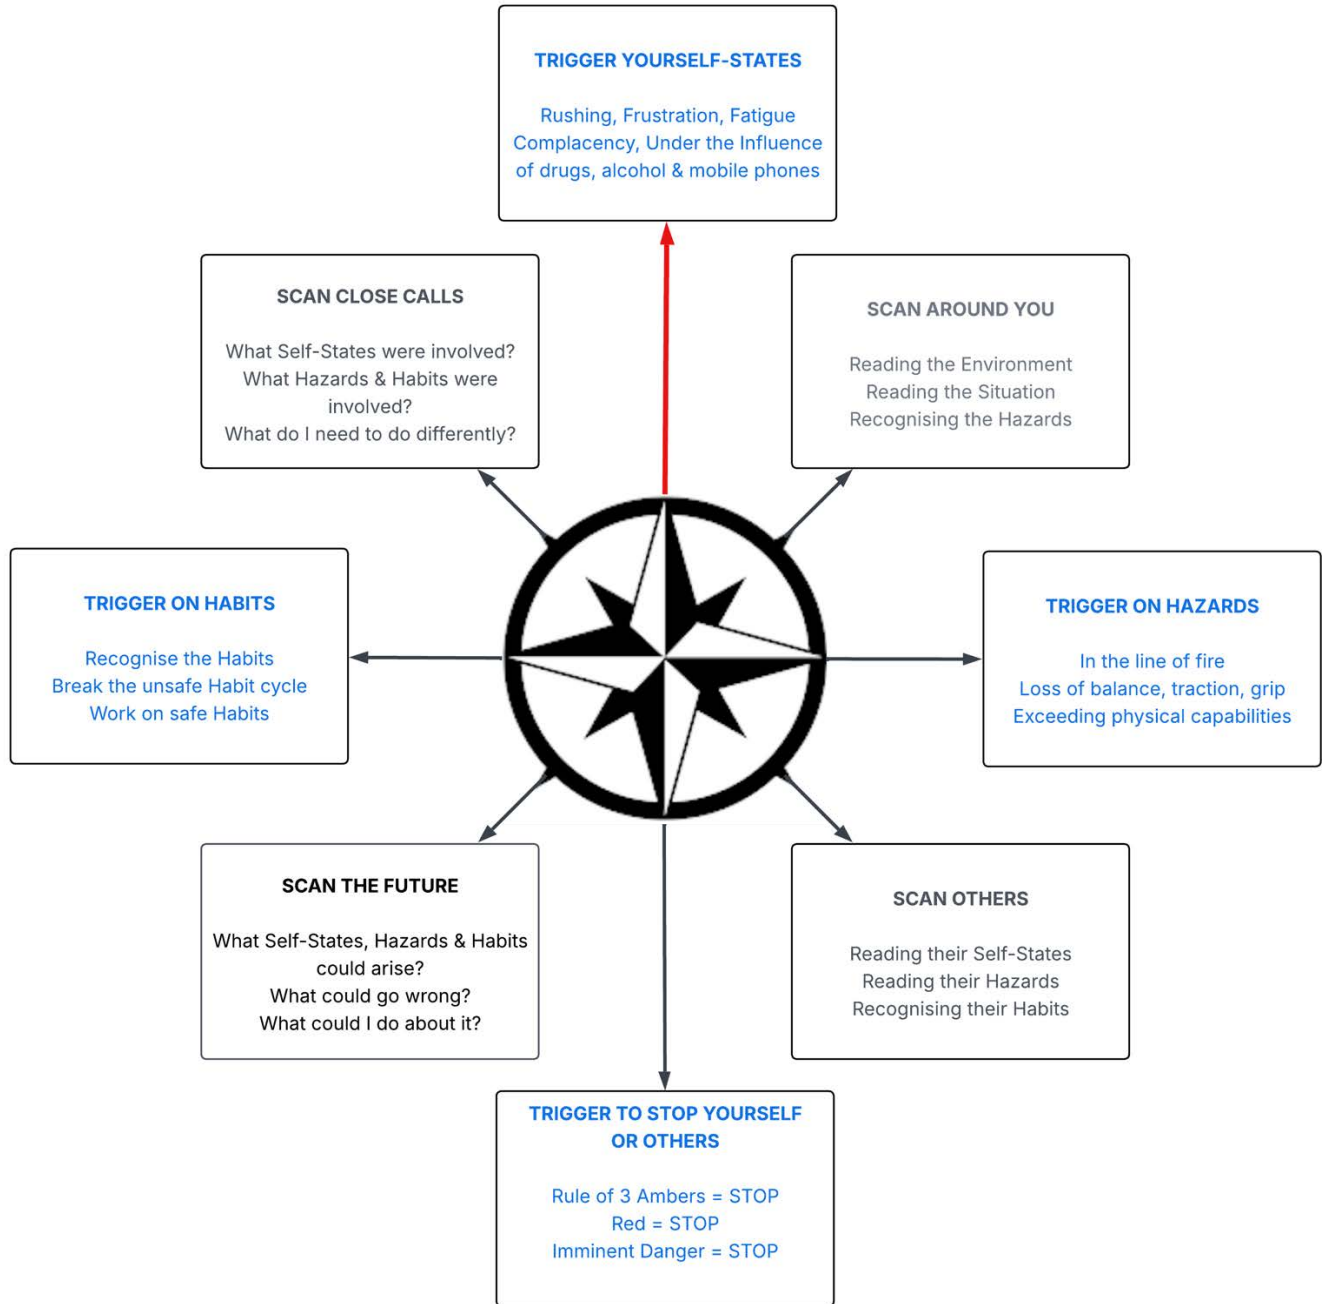 TRIGGER YOURSELF-STATES
Rushing, Frustration, Fatigue
Complacency, Under the Influence
of drugs, alcohol & mobile phones
SCAN CLOSE CALLS
What Self-States were involved?
What Hazards & Habits were
involved?
What do I need to do differently?
SCAN AROUND YOU
Reading the Environment
Reading the Situation
Recognising the Hazards
TRIGGER ON HABITS
Recognise the Habits
Break the unsafe Habit cycle
Work on safe Habits
TRIGGER ON HAZARDS
In the line of fire
Loss of balance, traction, grip
Exceeding physical capabilities
SCAN THE FUTURE
What Self-States, Hazards & Habits
could arise?
What could go wrong?
What could I do about it?
SCAN OTHERS
Reading their Self-States
Reading their Hazards
Recognising their Habits
TRIGGER TO STOP YOURSELF
OR OTHERS
Rule of 3 Ambers = STOP
Red = STOP
Imminent Danger = STOP